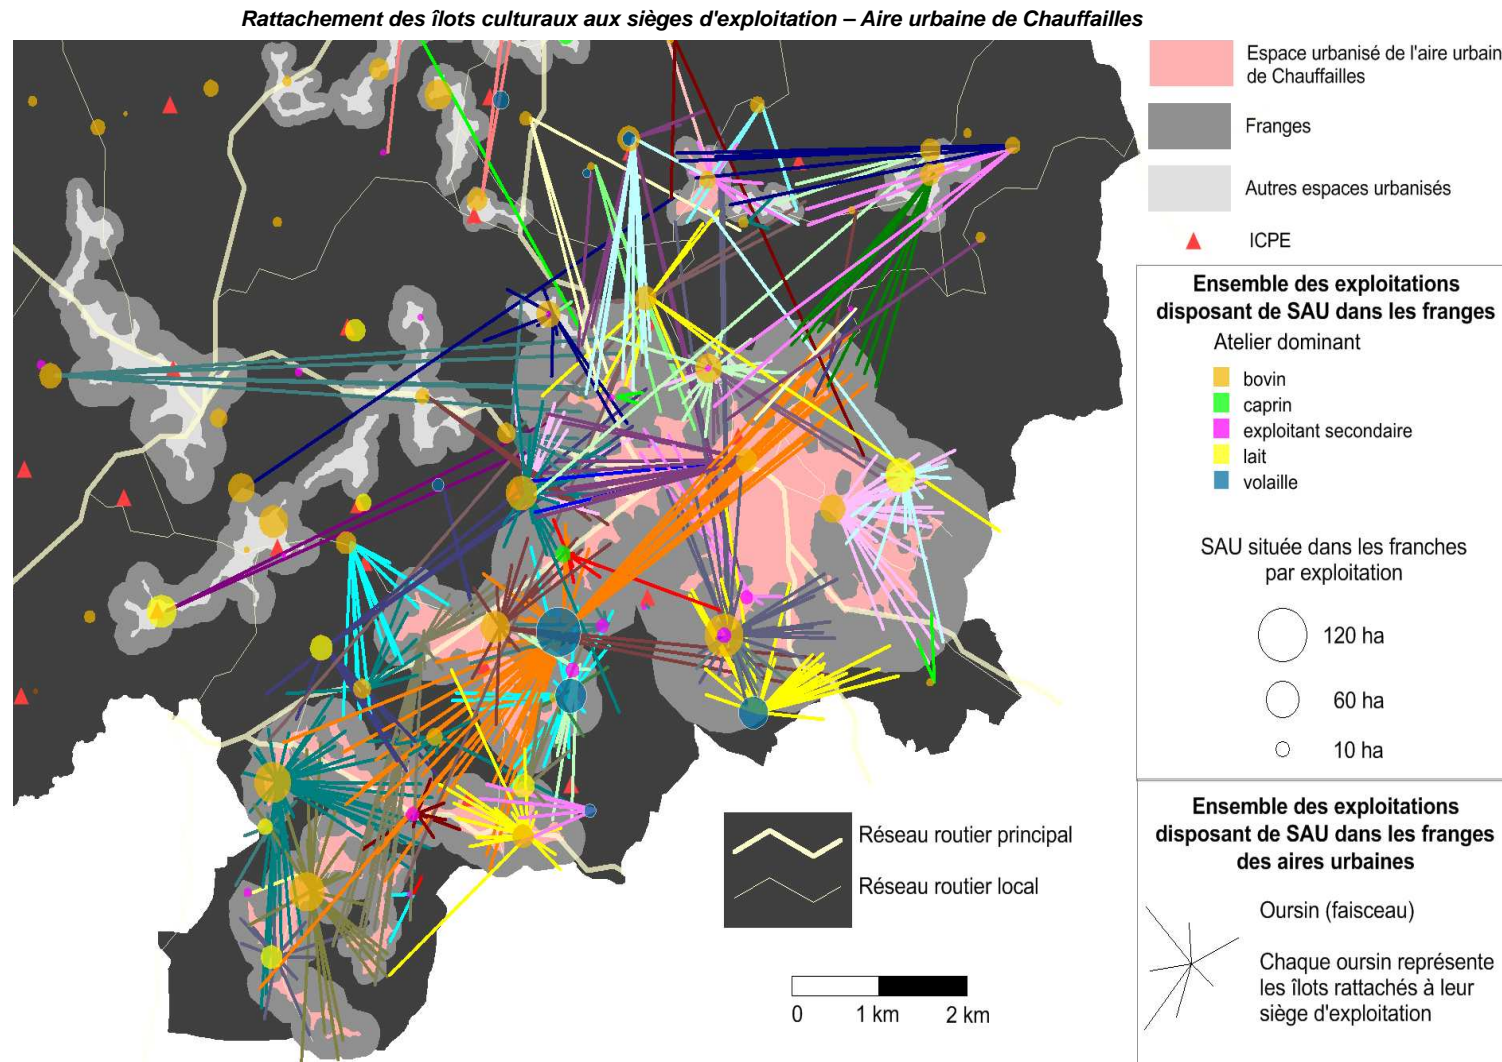 Rattachement des îlots culturaux aux sièges d'exploitation – Aire urbaine de Chauffailles
Espace urbanisé de l'aire urbain
de Chauffailles
Franges
Autres espaces urbanisés
ICPE
Ensemble des exploitations
disposant de SAU dans les franges
Atelier dominant
bovin
caprin
exploitant secondaire
lait
volaille
SAU située dans les franches
par exploitation
120 ha
60 ha
10 ha
Ensemble des exploitations
disposant de SAU dans les franges
des aires urbaines
Oursin (faisceau)
Chaque oursin représente
les îlots rattachés à leur
siège d'exploitation
Réseau routier principal
Réseau routier local
0 1 km 2 km